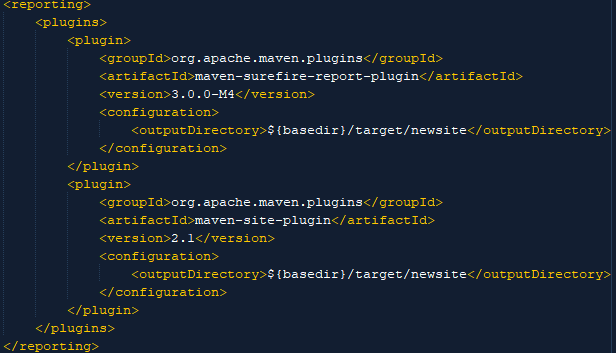 <reporting>
<plugins>
<plugin>
<groupId>org.apache.maven.plugins</groupId>
<artifactId>maven-surefire-report-plugin</artifactId>
<version>3.0.0-M4</version>
<configuration>
<outputDirectory>${basedir}/target/newsite</outputDirectory>
</configuration>
</plugin>
<plugin>
<groupId>org.apache.maven.plugins</groupId>
<artifactId>maven-site-plugin</artifactId>
<version>2.1</version>
<configuration>
<outputDirectory>${basedir}/target/newsite</outputDirectory>
</configuration>
</plugin>
</plugins>
</reporting>